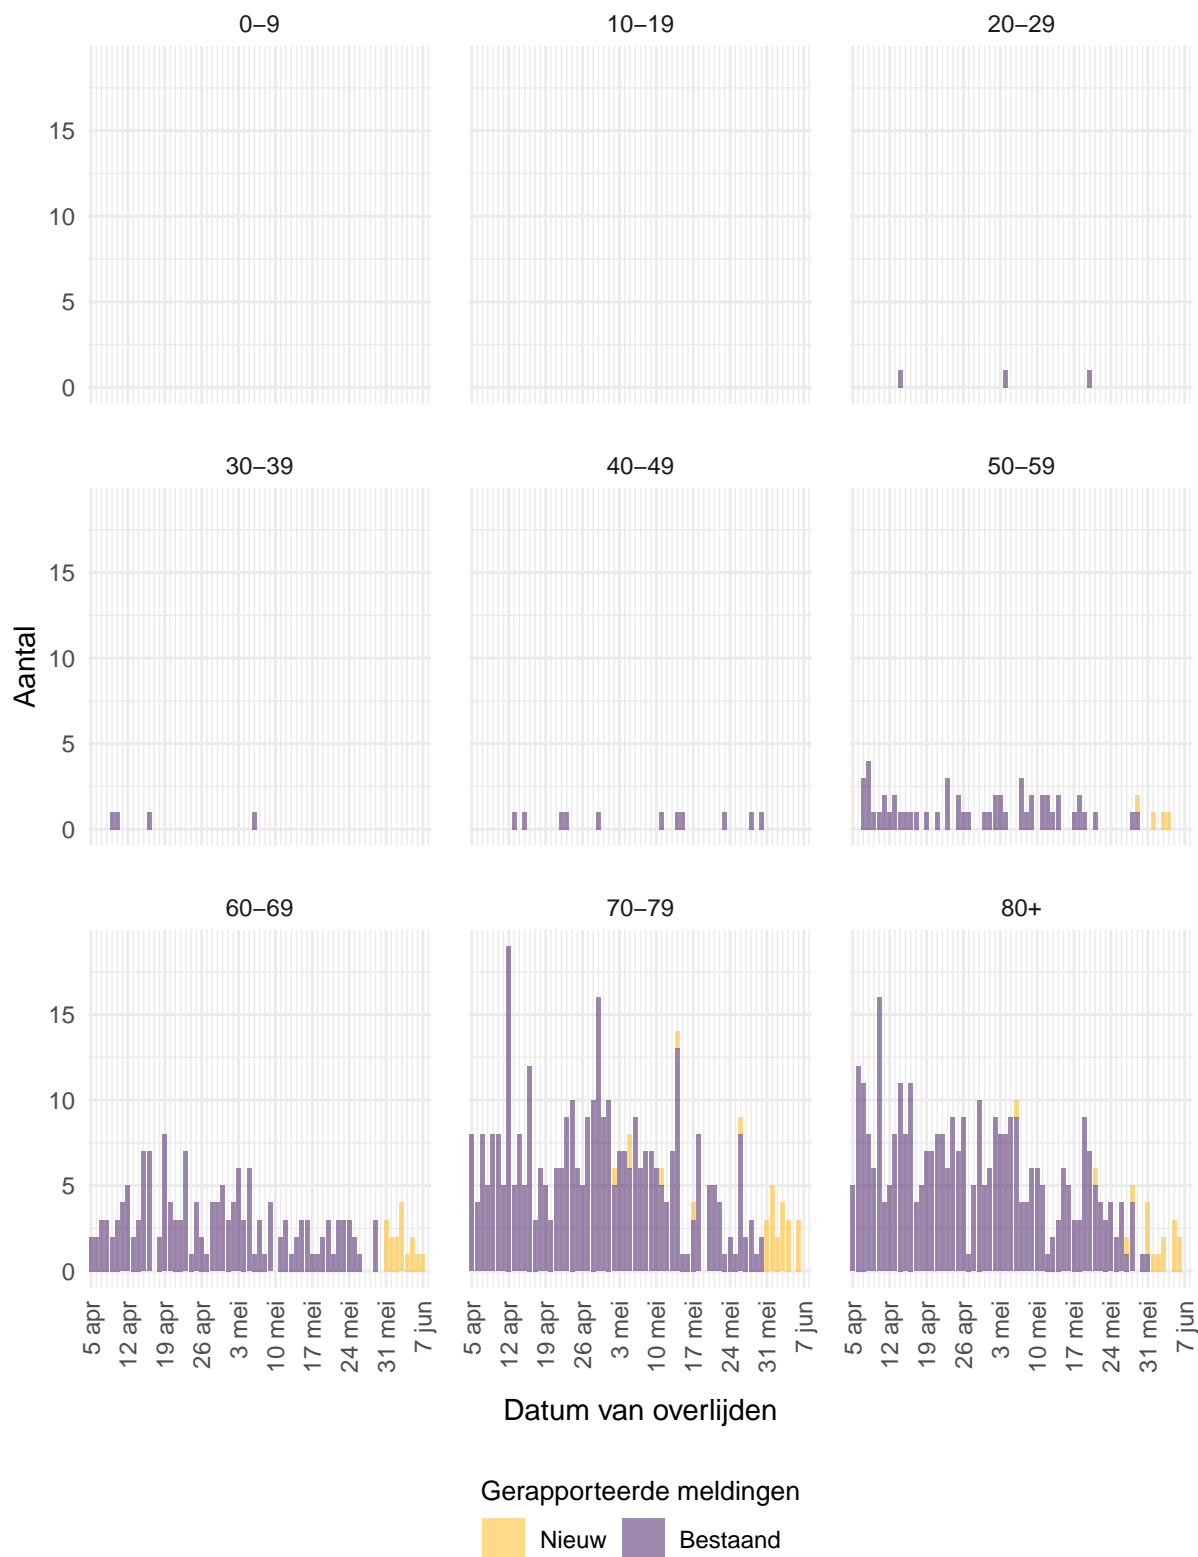 0–9 10–19 20–29
15
10
5
0
30–39 40–49 50–59
15
10
5
0
Aantal
60–69 70–79 80+
15
10
5
0
5 apr 12 apr 19 apr 26 apr 3 mei 10 mei 17 mei 24 mei 31 mei 7 jun 5 apr 12 apr 19 apr 26 apr 3 mei 10 mei 17 mei 24 mei 31 mei 7 jun 5 apr 12 apr 19 apr 26 apr 3 mei 10 mei 17 mei 24 mei 31 mei 7 jun
Datum van overlijden
Gerapporteerde meldingen
Nieuw Bestaand